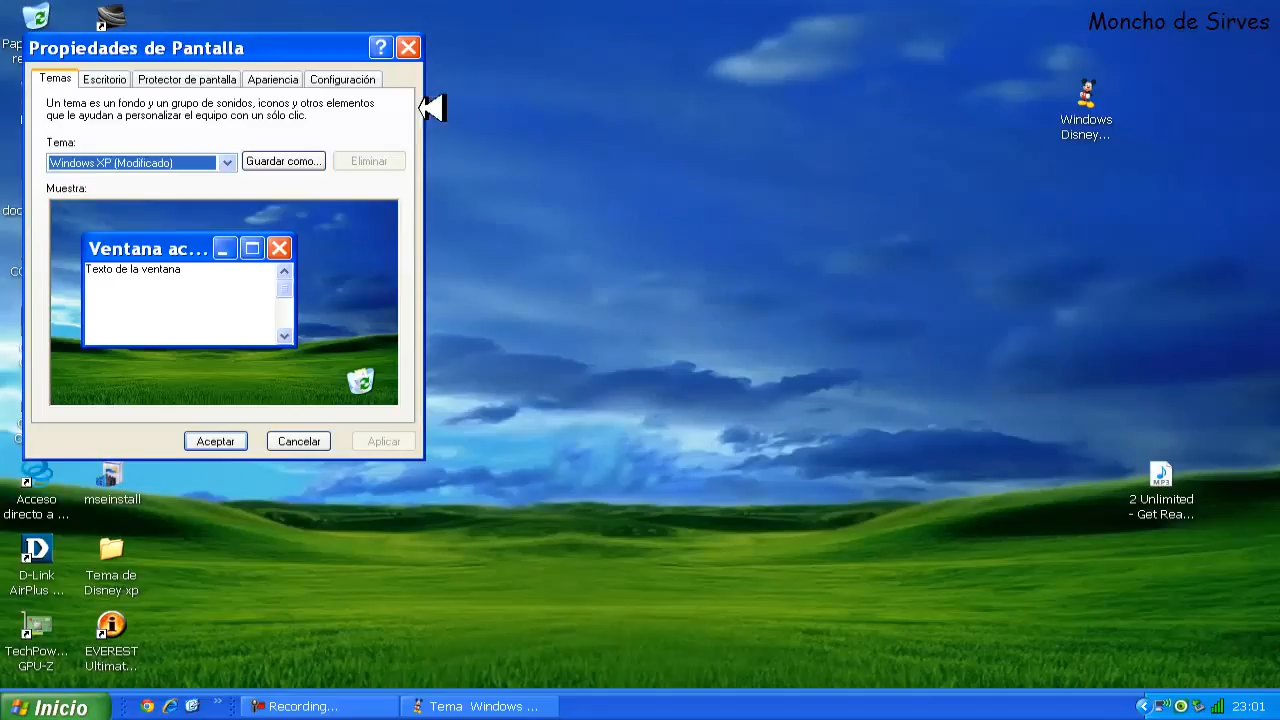 Moncho de Sirves
Propiedades de Pantalla
Temas
Escritorio
Protector de pantalla
Apariencia
Configuración
Un tema es un fondo y un grupo de sonidos, iconos y otros elementos
que le ayudan a personalizar el equipo con un sólo clic.
Tema:
Windows XP (Modificado)
Guardar como...
Eliminar
Muestra:
Ventana ac...
Texto de la ventana
Aceptar
Cancelar
Aplicar
Windows
Disney...
Acceso
directo a ...
mseinstall
2 Unlimited
- Get Rea...
MP3
D-Link
AirPlus ...
Tema de
Disney xp
TechPow...
GPU-Z
EVEREST
Ultimat...
Inicio
Recording...
Tema Windows ...
23:01